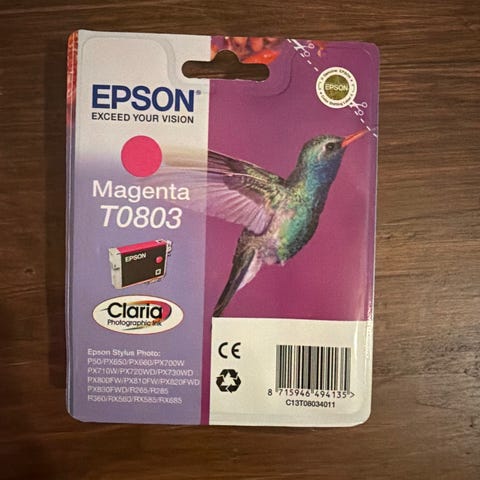 EPSON®
EXCEED YOUR VISION
EPSON
Magenta
T0803
EPSON
Claria
Photographic Ink
Epson Stylus Photo:
P50/PX650/PX660/PX700W
PX710W/PX720WD/PX730WD
PX800FW/PX810FW/PX820FWD
PX830FWD/R265/R285
R360/RX560/RX585/RX685
CE
8 715946 494135 >
C13T08034011